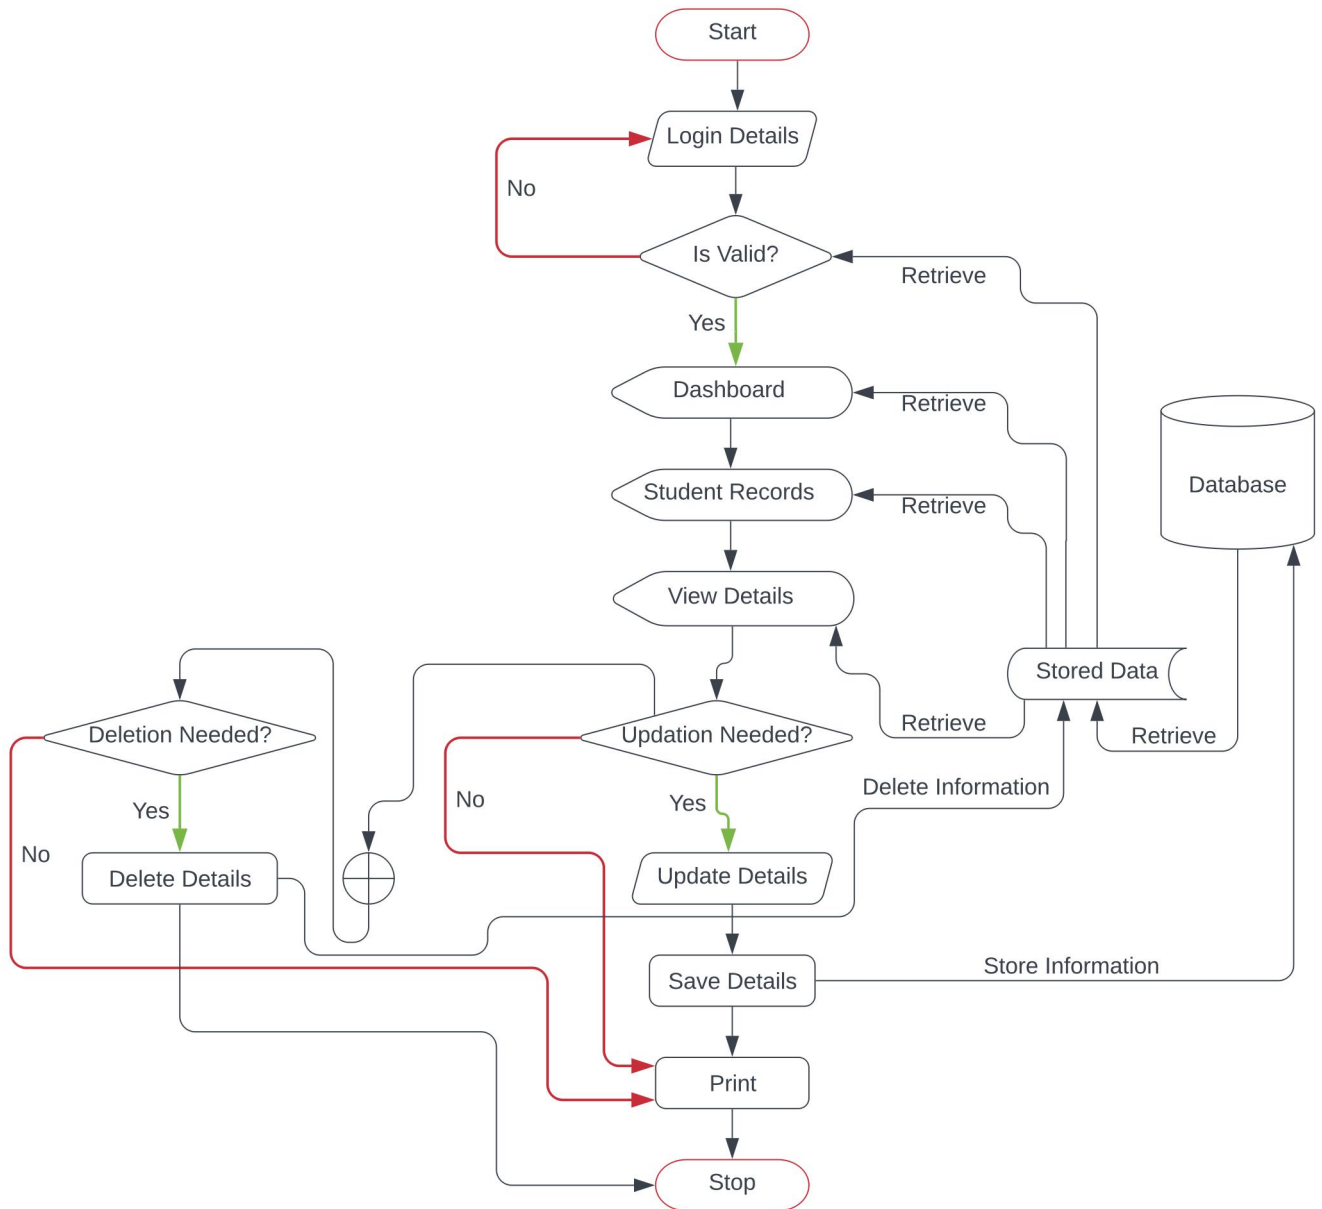 Start
Login Details
No
Is Valid?
Retrieve
Yes
Dashboard
Retrieve
Student Records
Retrieve
Database
View Details
Stored Data
Retrieve
Retrieve
Deletion Needed?
Updation Needed?
Delete Information
Yes
No
Yes
No
Delete Details
Update Details
Save Details
Store Information
Print
Stop